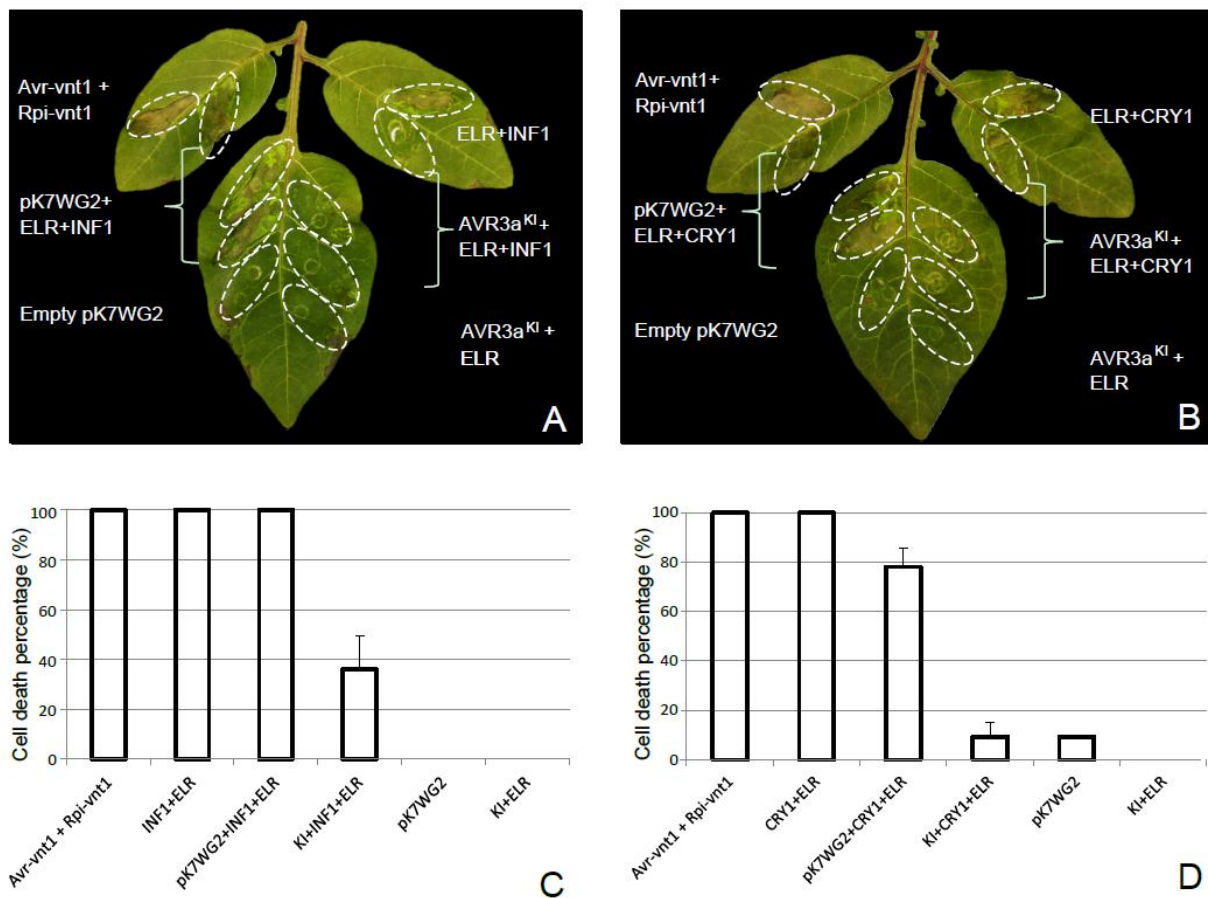 Avr-vnt1 +
Rpi-vnt1
ELR+INF1
pK7WG2+
ELR+INF1
AVR3a^KI +
ELR+INF1
Empty pK7WG2
AVR3a^KI +
ELR
A
Avr-vnt1+
Rpi-vnt1
ELR+CRY1
pK7WG2+
ELR+CRY1
AVR3a^KI +
ELR+CRY1
Empty pK7WG2
AVR3a^KI +
ELR
B
Cell death percentage (%)
100
80
60
40
20
0
Avr-vnt1 + Rpi-vnt1
INF1+ELR
pK7WG2+INF1+ELR
KI+INF1+ELR
pK7WG2
KI+ELR
C
Cell death percentage (%)
100
80
60
40
20
0
Avr-vnt1 + Rpi-vnt1
CRY1+ELR
pK7WG2+CRY1+ELR
KI+CRY1+ELR
pK7WG2
KI+ELR
D